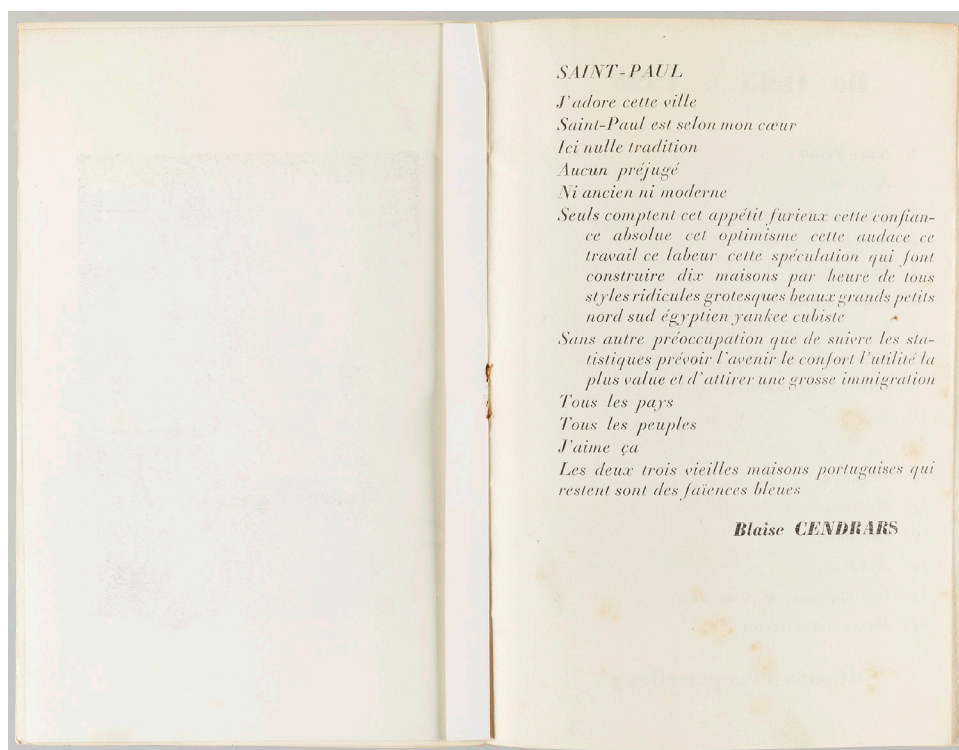 SAINT-PAUL
J'adore cette ville
Saint-Paul est selon mon cœur
Ici nulle tradition
Aucun préjugé
Ni ancien ni moderne
Seuls comptent cet appétit furieux cette confian-
ce absolue cet optimisme cette audace ce
travail ce labeur cette spéculation qui font
construire dix maisons par heure de tous
styles ridicules grotesques beaux grands petits
nord sud égyptien yankee cubiste
Sans autre préoccupation que de suivre les sta-
tistiques prévoir l'avenir le confort l'utilité la
plus value et d'attirer une grosse immigration
Tous les pays
Tous les peuples
J'aime ça
Les deux trois vieilles maisons portugaises qui
restent sont des faïences bleues
Blaise CENDRARS